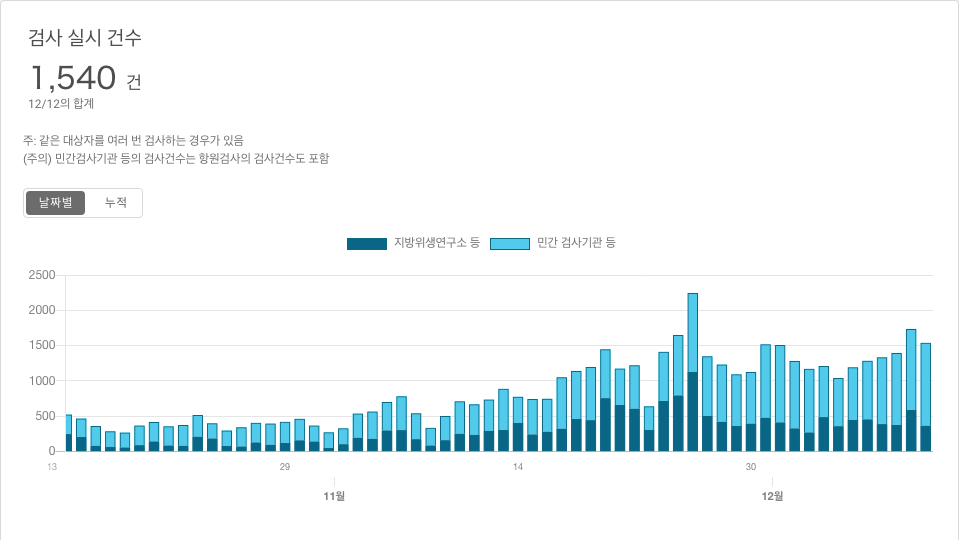 검사 실시 건수
1,540 건
12/12의 합계
주: 같은 대상자를 여러 번 검사하는 경우가 있음
(주의) 민간검사기관 등의 검사건수는 항원검사의 검사건수도 포함
날짜별 누적
지방위생연구소 등 민간 검사기관 등
2500
2000
1500
1000
500
0
13 29 14 30
11월 12월